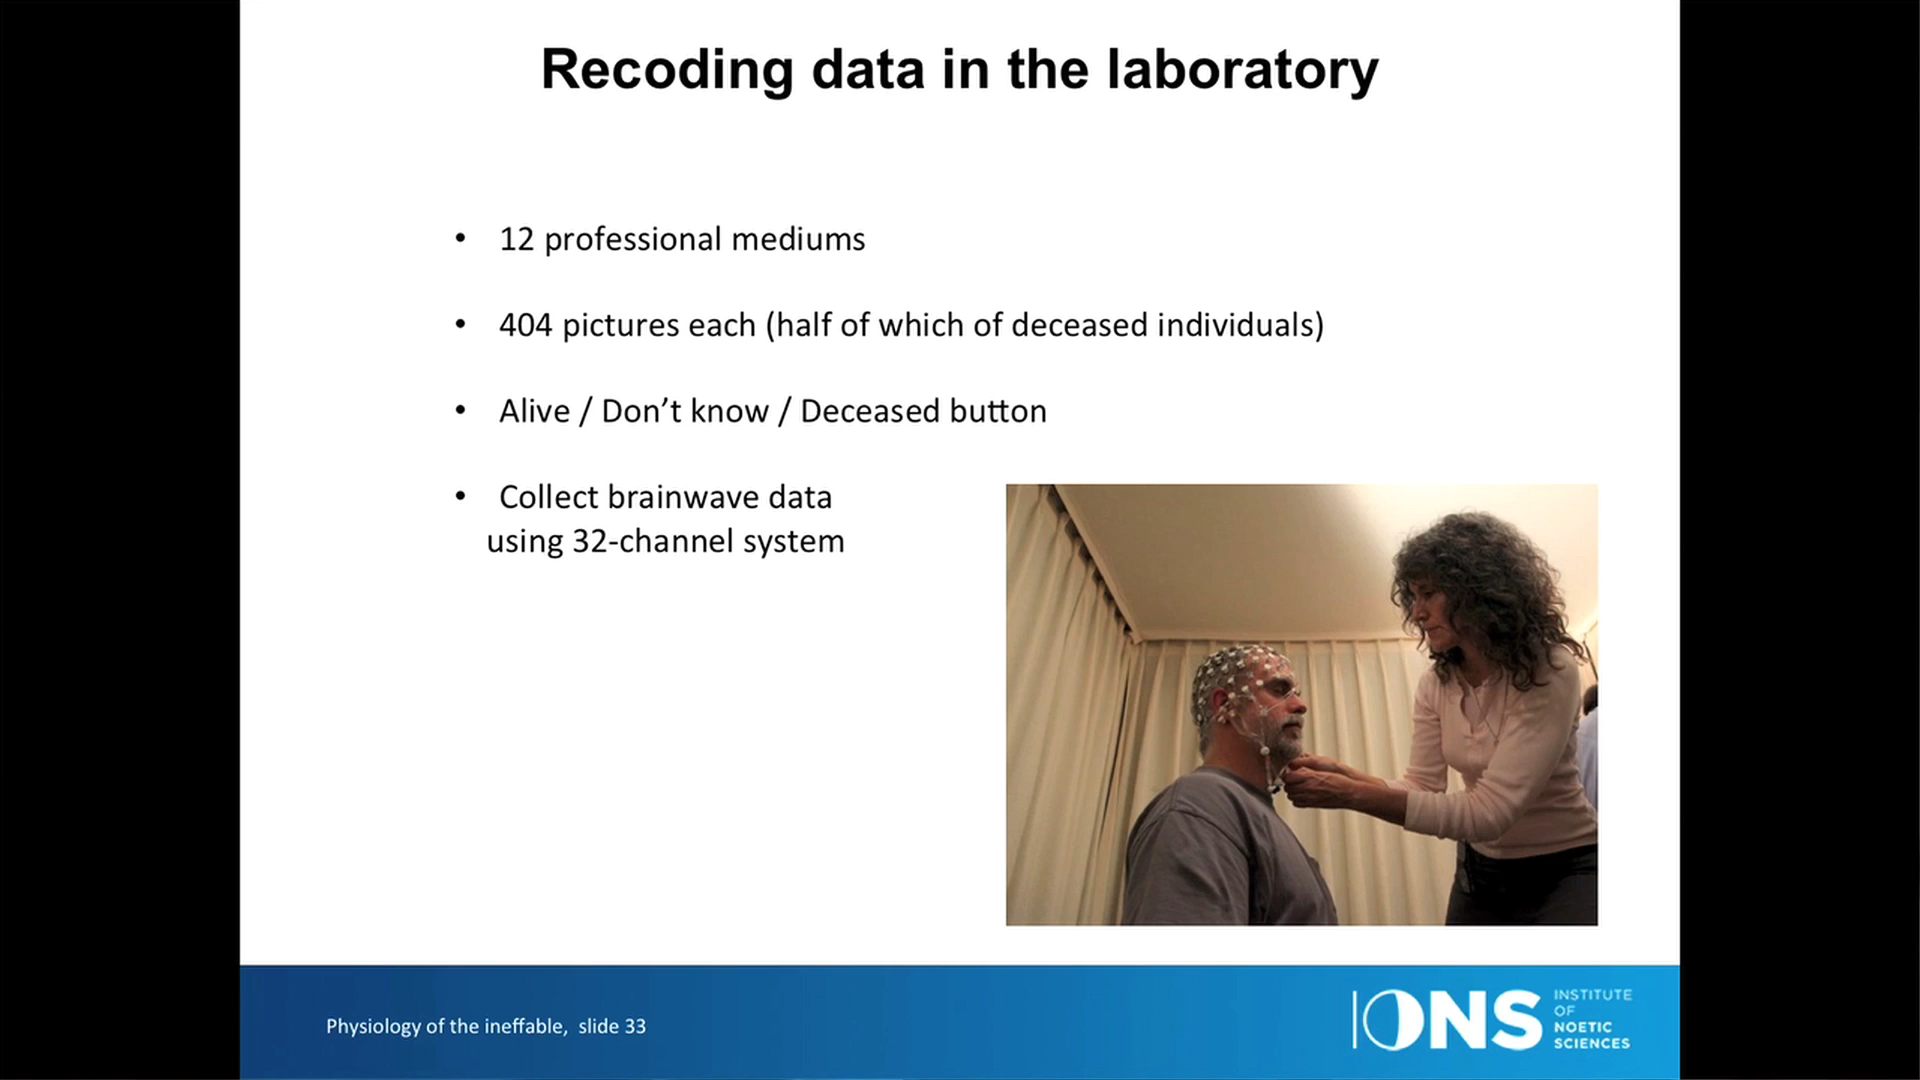 Recoding data in the laboratory
• 12 professional mediums
• 404 pictures each (half of which of deceased individuals)
• Alive / Don’t know / Deceased button
• Collect brainwave data
using 32-channel system
Physiology of the ineffable, slide 33
IONS
INSTITUTE
OF
NOETIC
SCIENCES